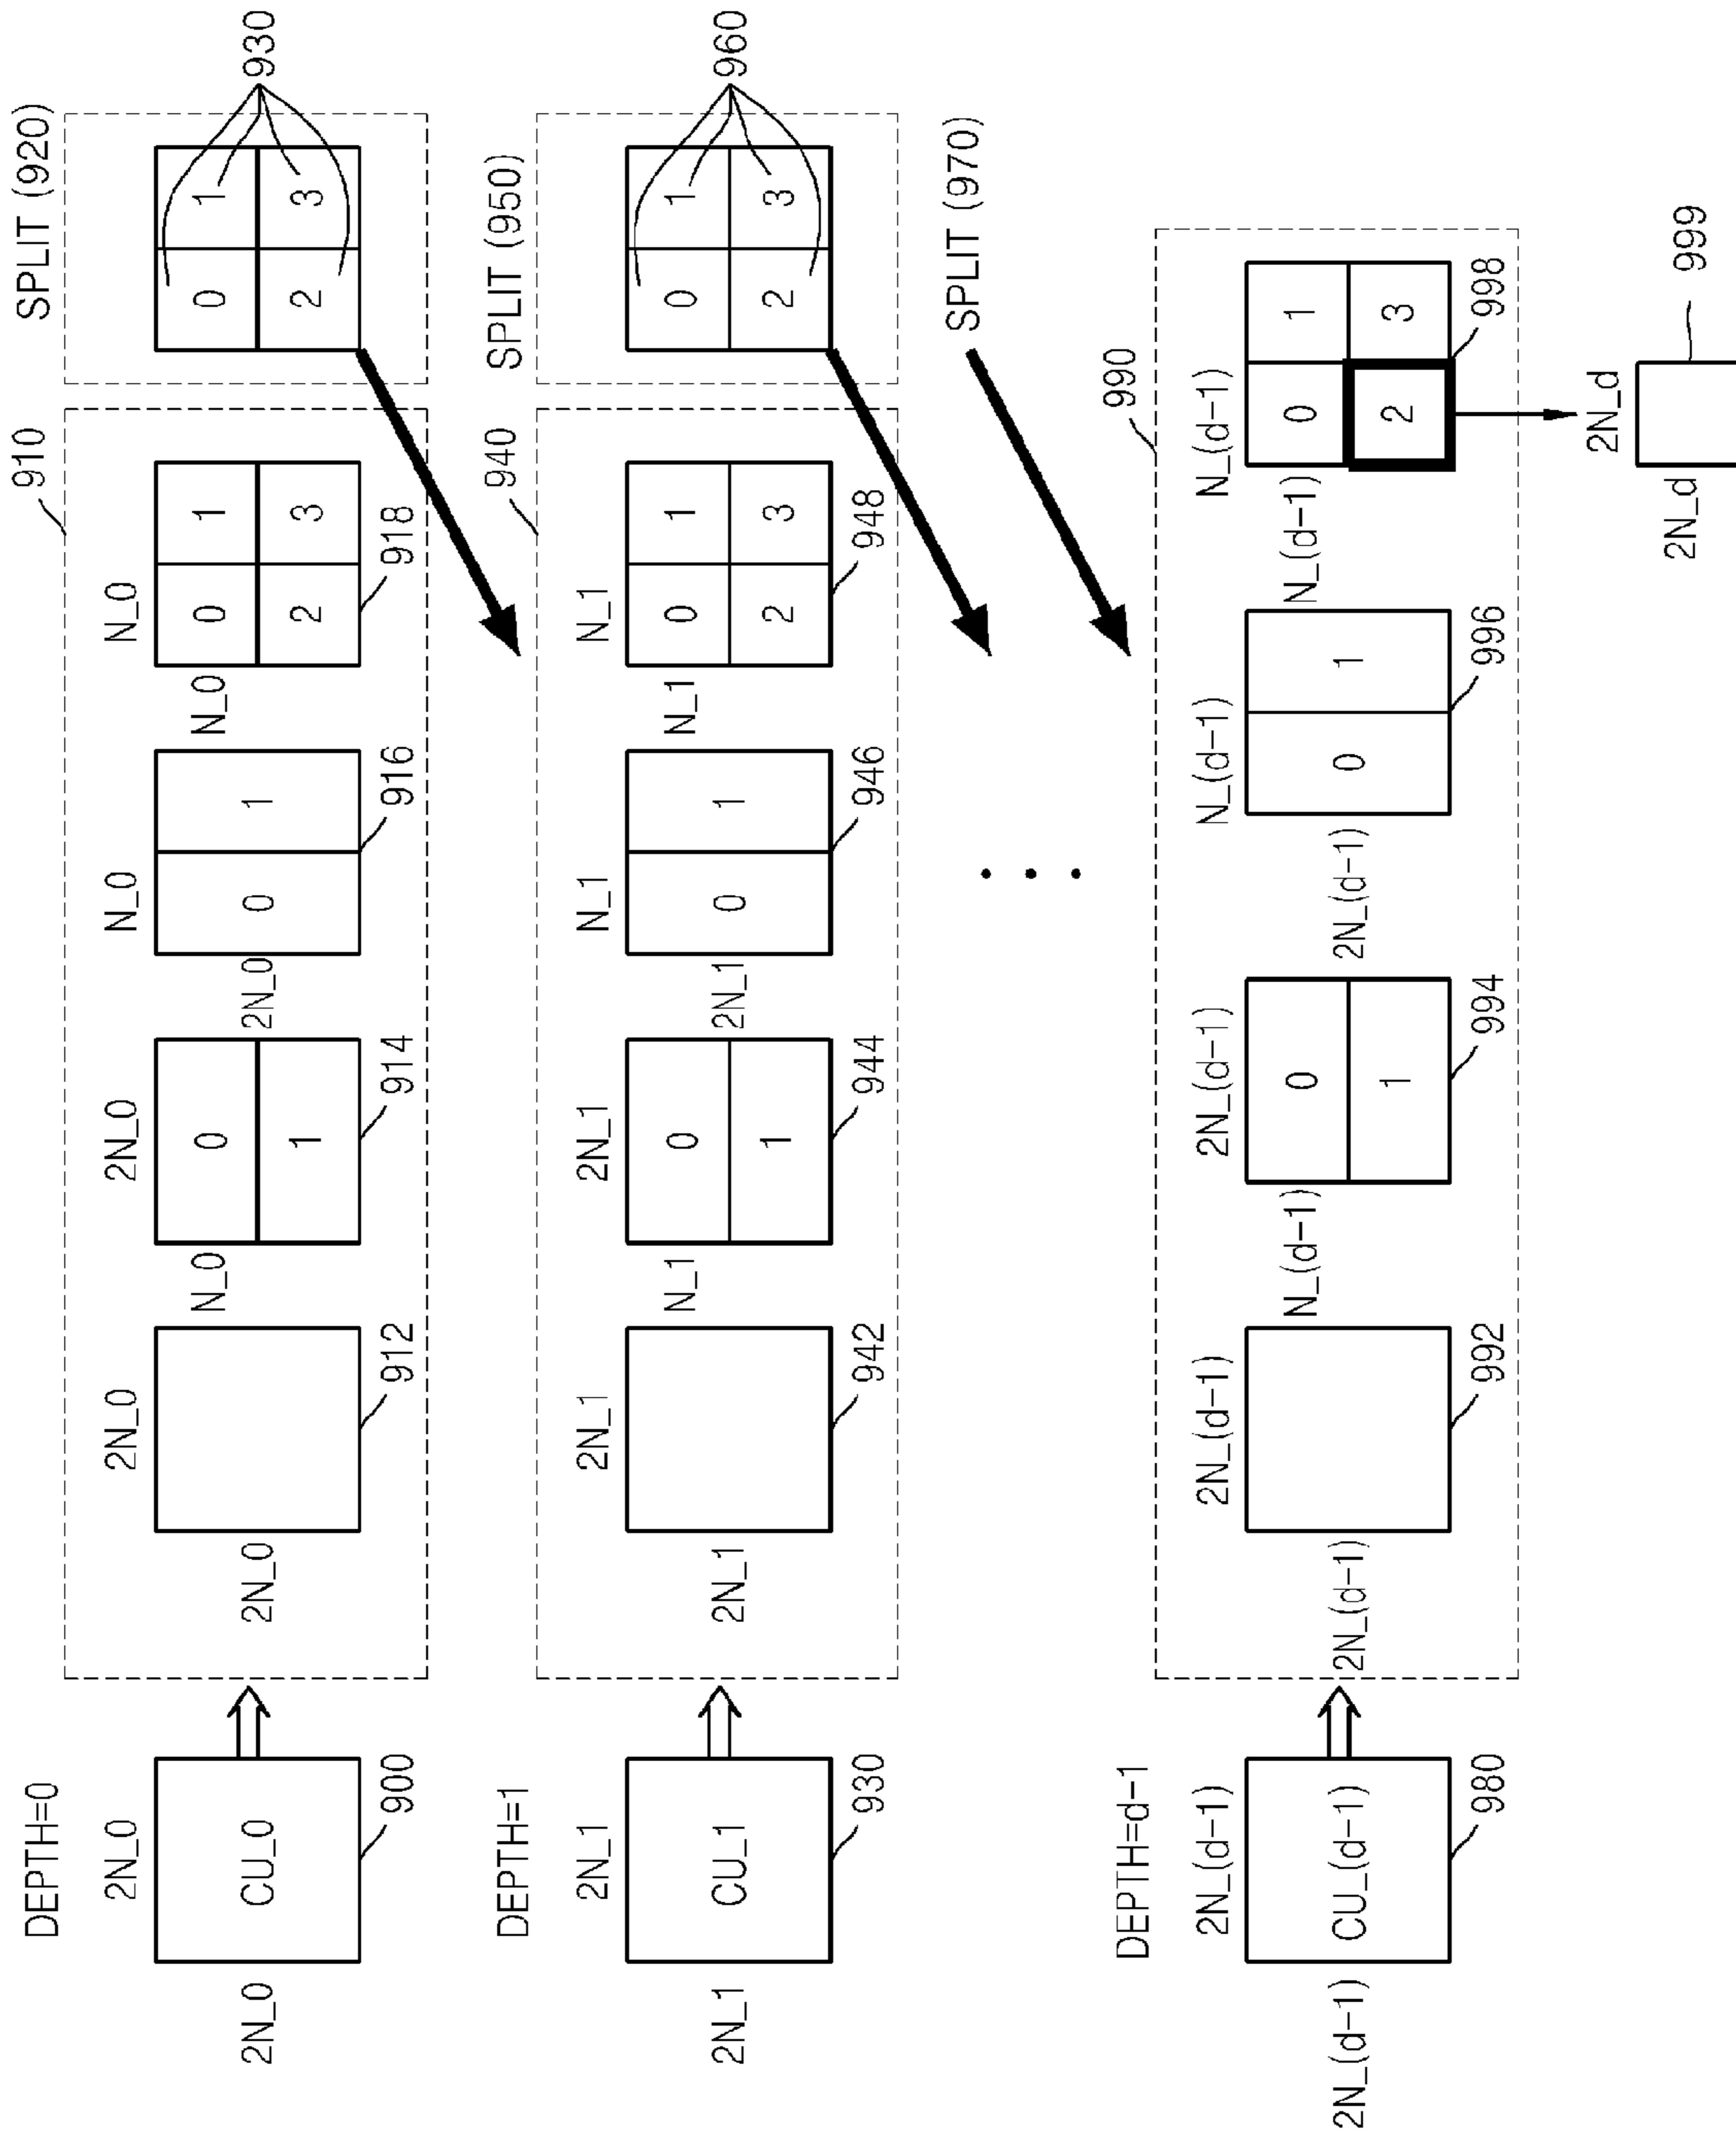 DEPTH=0
2N_0
2N_0
CU_0
900
910
2N_0
2N_0
912
2N_0
N_0
0
1
914
N_0
2N_0
0
1
916
N_0
N_0
0
1
2
3
918
SPLIT (920)
0
1
2
3
930
DEPTH=1
2N_1
2N_1
CU_1
930
940
2N_1
2N_1
942
2N_1
N_1
0
1
944
N_1
2N_1
0
1
946
N_1
N_1
0
1
2
3
948
SPLIT (950)
0
1
2
3
960
SPLIT (970)
DEPTH=d-1
2N_(d-1)
2N_(d-1)
CU_(d-1)
980
990
2N_(d-1)
2N_(d-1)
992
2N_(d-1)
N_(d-1)
0
1
994
N_(d-1)
2N_(d-1)
0
1
996
N_(d-1)
N_(d-1)
0
1
2
3
998
2N_d
2N_d
999